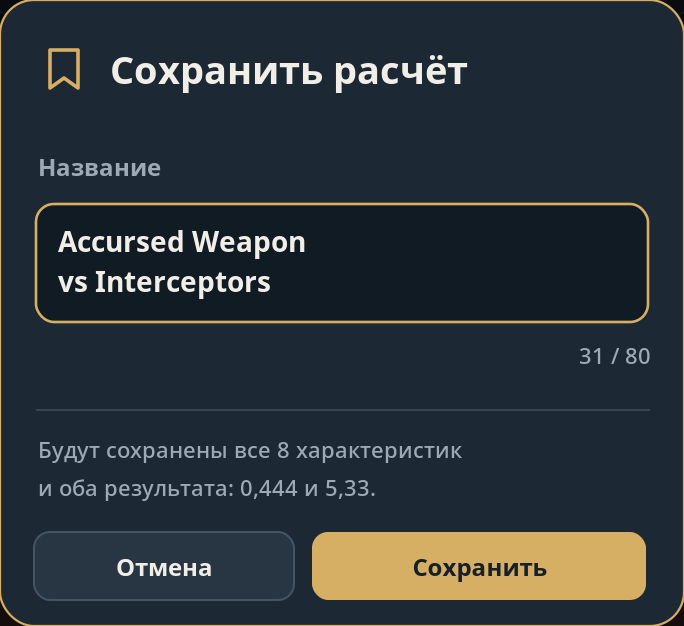 Сохранить расчёт
Название
Accursed Weapon
vs Interceptors
31 / 80
Будут сохранены все 8 характеристик
и оба результата: 0,444 и 5,33.
Отмена
Сохранить